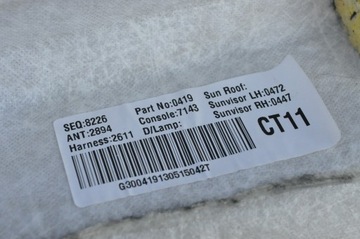 SEQ:8226 Part No:0419 Sun Roof:
ANT:2894 Console:7143 Sunvisor LH:0472
Harness:2611 D/Lamp: Sunvisor RH:0447
CT11
G300419130515042T